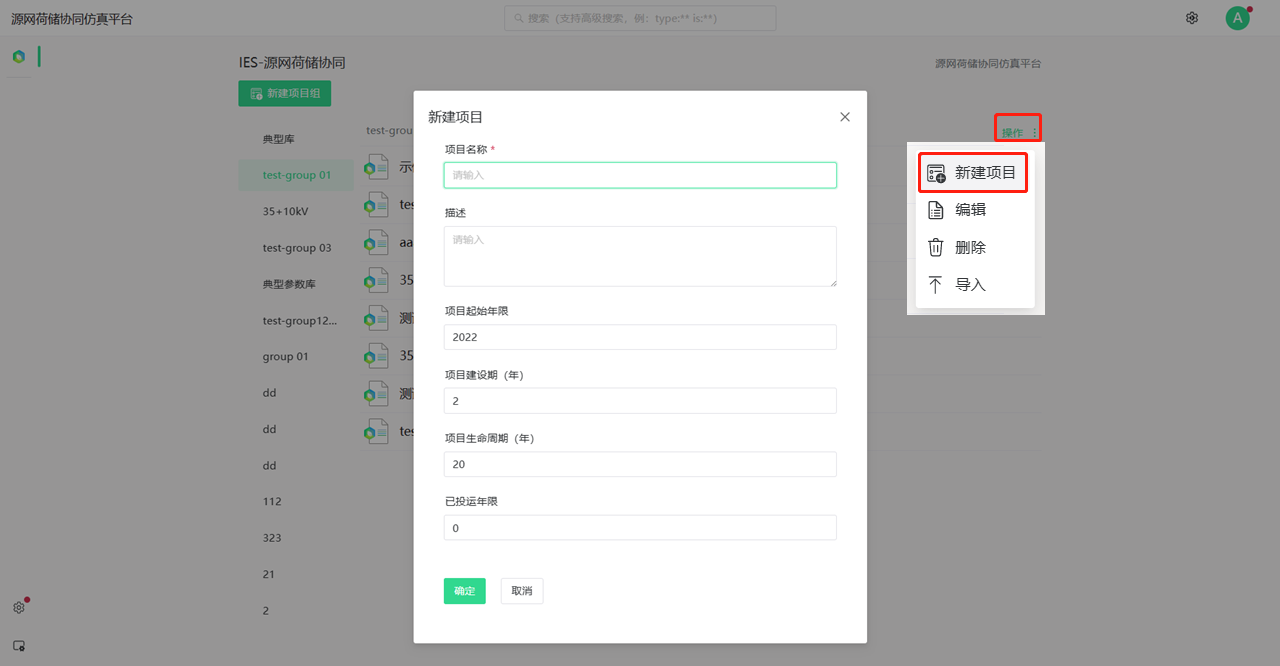 源网荷储协同仿真平台
搜索（支持高级搜索，例：type:** is:**）
A
IES-源网荷储协同
源网荷储协同仿真平台
新建项目组
典型库
test-group 01
35+10kV
test-group 03
典型参数库
test-group12...
group 01
dd
dd
dd
112
323
21
2
test-grou
tes
aa
35
测
35
测
tes
新建项目
项目名称 *
请输入
描述
请输入
项目起始年限
2022
项目建设期（年）
2
项目生命周期（年）
20
已投运年限
0
确定
取消
操作
新建项目
编辑
删除
导入